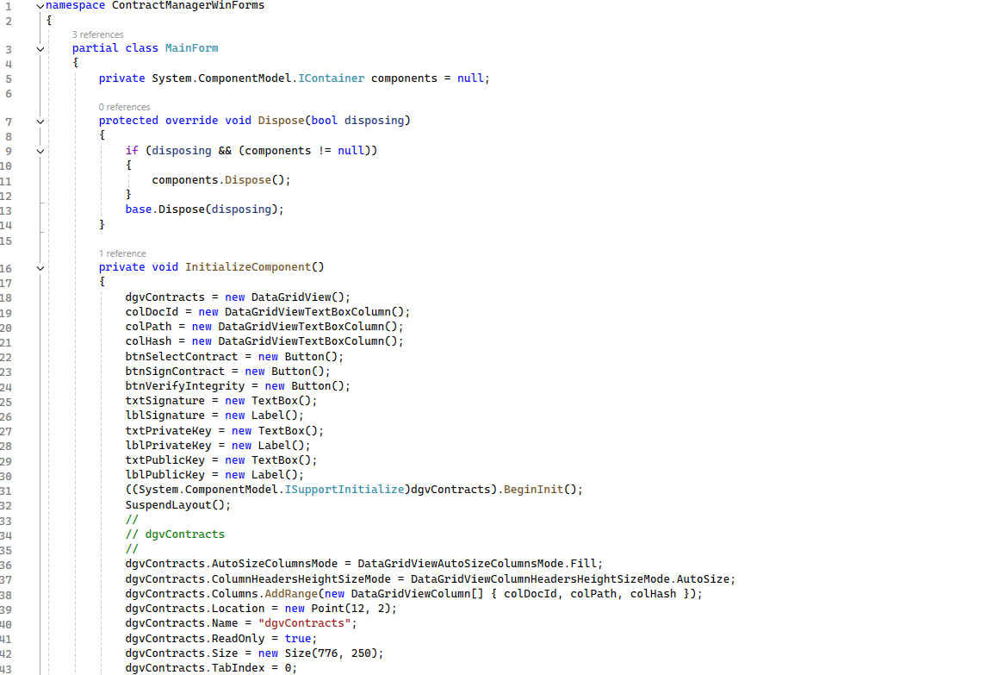 1 namespace ContractManagerWinForms
2 {
3 references
3 partial class MainForm
4 {
5 private System.ComponentModel.IContainer components = null;
6
0 references
7 protected override void Dispose(bool disposing)
8 {
9 if (disposing && (components != null))
10 {
11 components.Dispose();
12 }
13 base.Dispose(disposing);
14 }
15
1 reference
16 private void InitializeComponent()
17 {
18 dgvContracts = new DataGridView();
19 colDocId = new DataGridViewTextBoxColumn();
20 colPath = new DataGridViewTextBoxColumn();
21 colHash = new DataGridViewTextBoxColumn();
22 btnSelectContract = new Button();
23 btnSignContract = new Button();
24 btnVerifyIntegrity = new Button();
25 txtSignature = new TextBox();
26 lblSignature = new Label();
27 txtPrivateKey = new TextBox();
28 lblPrivateKey = new Label();
29 txtPublicKey = new TextBox();
30 lblPublicKey = new Label();
31 ((System.ComponentModel.ISupportInitialize)dgvContracts).BeginInit();
32 SuspendLayout();
33 //
34 // dgvContracts
35 //
36 dgvContracts.AutoSizeColumnsMode = DataGridViewAutoSizeColumnsMode.Fill;
37 dgvContracts.ColumnHeadersHeightSizeMode = DataGridViewColumnHeadersHeightSizeMode.AutoSize;
38 dgvContracts.Columns.AddRange(new DataGridViewColumn[] { colDocId, colPath, colHash });
39 dgvContracts.Location = new Point(12, 2);
40 dgvContracts.Name = "dgvContracts";
41 dgvContracts.ReadOnly = true;
42 dgvContracts.Size = new Size(776, 250);
43 dgvContracts.TabIndex = 0;